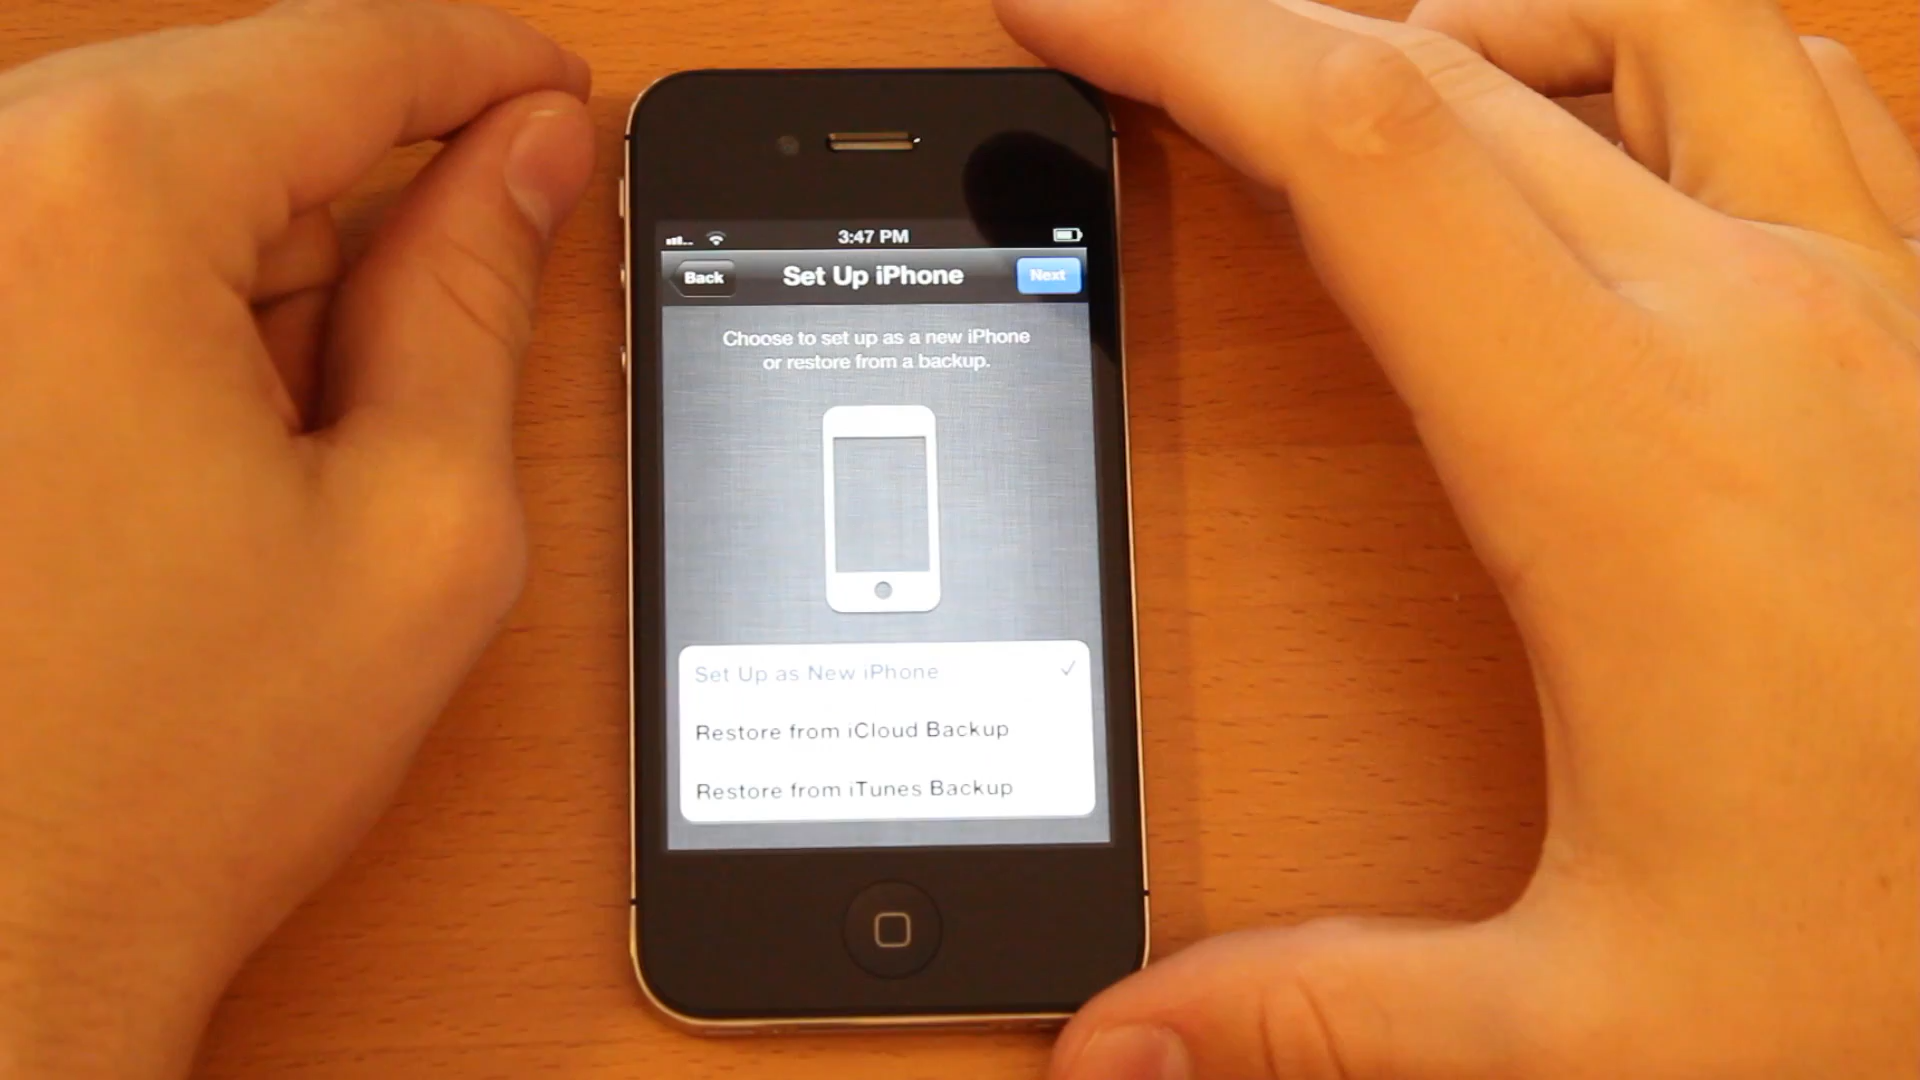 3:47 PM
Back
Set Up iPhone
Next
Choose to set up as a new iPhone
or restore from a backup.
Set Up as New iPhone
Restore from iCloud Backup
Restore from iTunes Backup